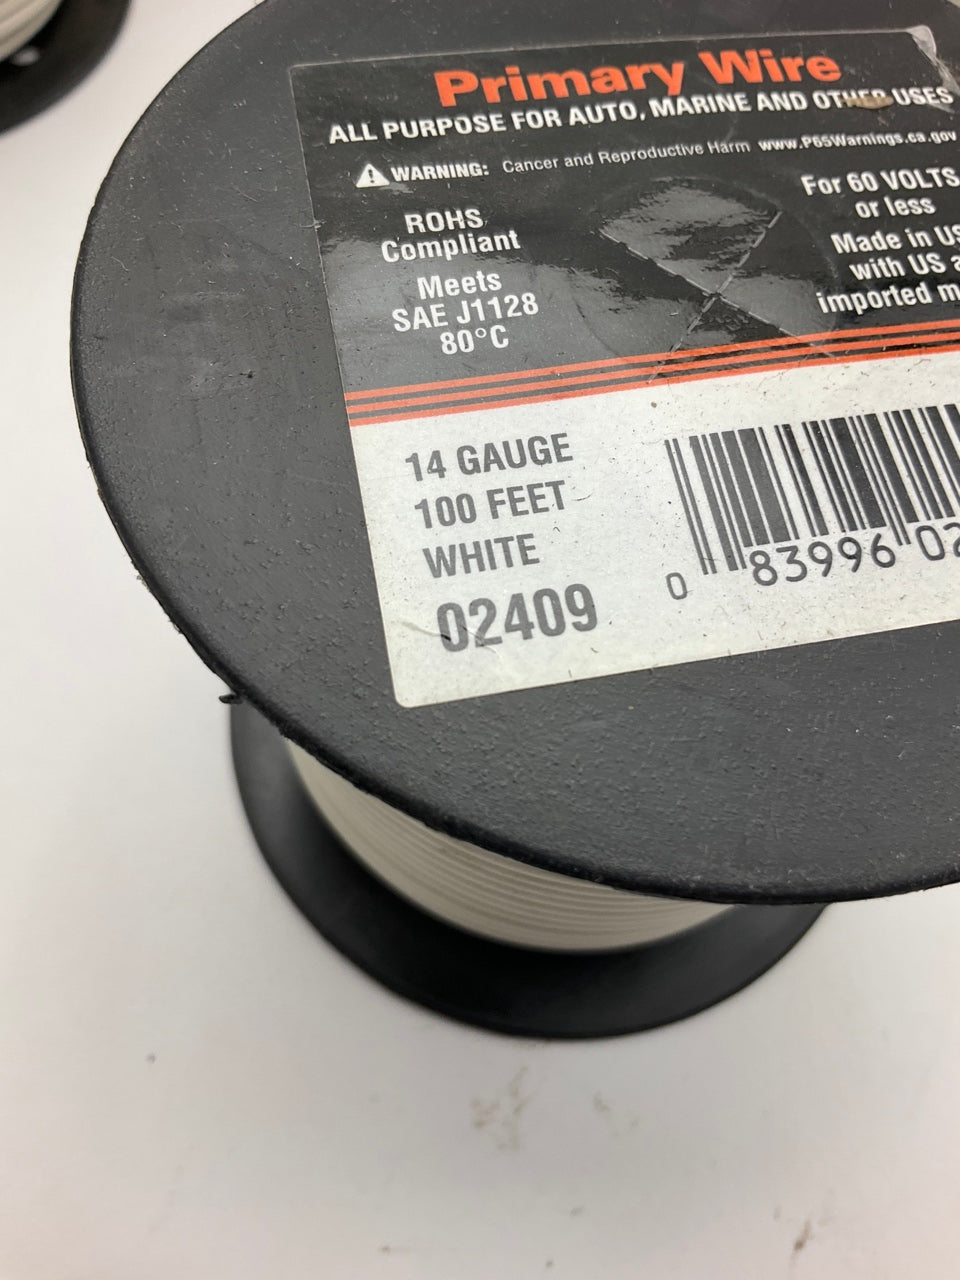 Primary Wire
ALL PURPOSE FOR AUTO, MARINE AND OTHER USES
WARNING: Cancer and Reproductive Harm www.P65Warnings.ca.gov
ROHS
Compliant
Meets
SAE J1128
80°C
For 60 VOLTS
or less
Made in US
with US a
imported m
14 GAUGE
100 FEET
WHITE
02409
0 83996 02